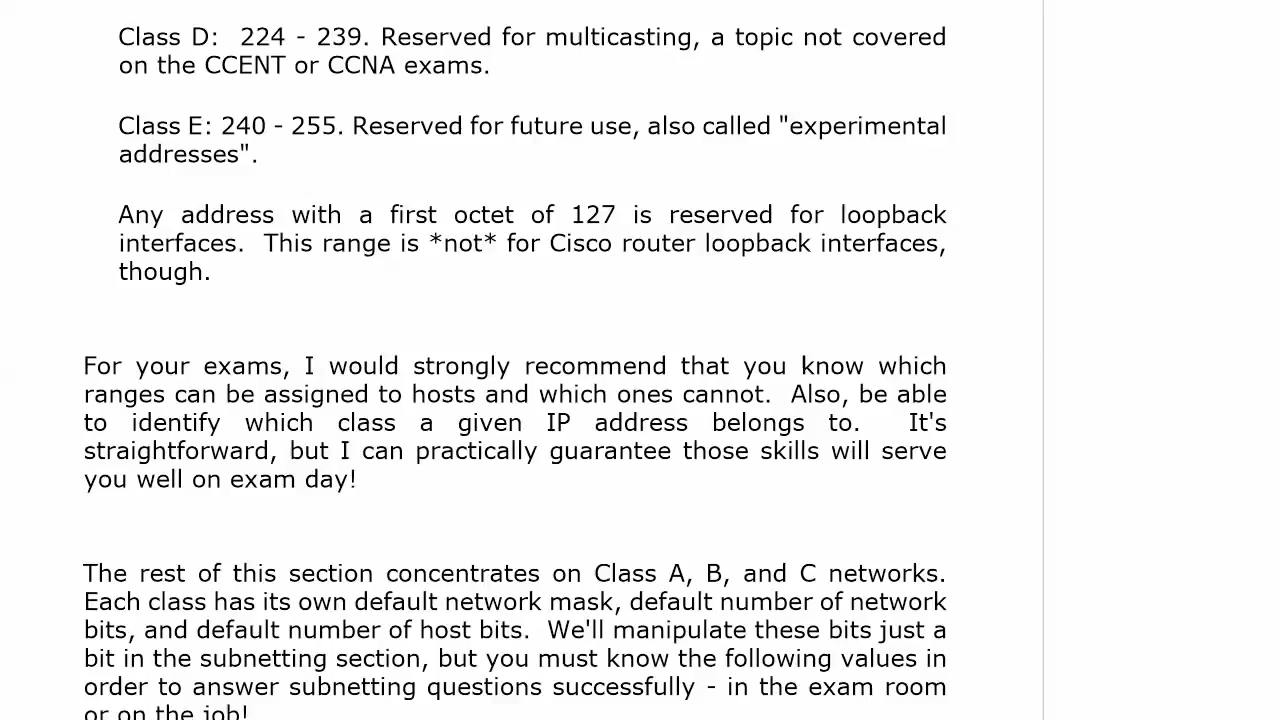 Class D:  224 - 239. Reserved for multicasting, a topic not covered
on the CCENT or CCNA exams.
Class E: 240 - 255. Reserved for future use, also called "experimental
addresses".
Any address with a first octet of 127 is reserved for loopback
interfaces.  This range is *not* for Cisco router loopback interfaces,
though.
For your exams, I would strongly recommend that you know which
ranges can be assigned to hosts and which ones cannot.  Also, be able
to identify which class a given IP address belongs to.  It's
straightforward, but I can practically guarantee those skills will serve
you well on exam day!
The rest of this section concentrates on Class A, B, and C networks.
Each class has its own default network mask, default number of network
bits, and default number of host bits.  We'll manipulate these bits just a
bit in the subnetting section, but you must know the following values in
order to answer subnetting questions successfully - in the exam room
or on the job!